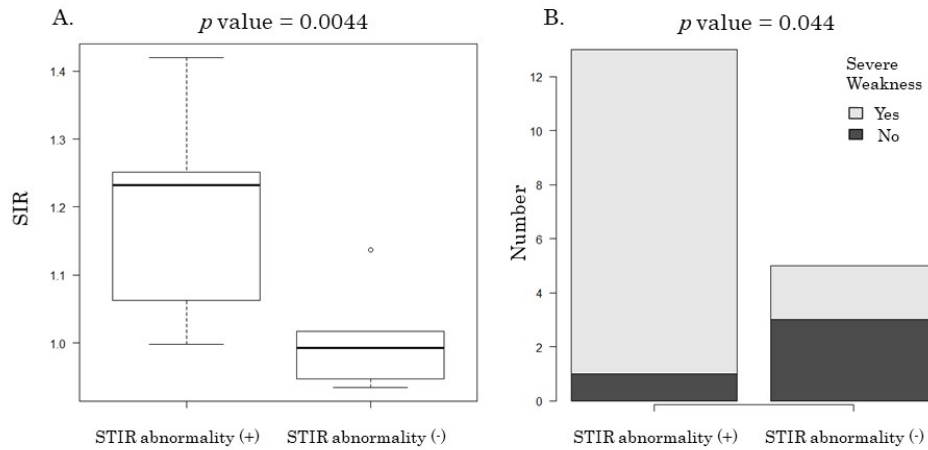 A.
p value = 0.0044
SIR
1.4
1.3
1.2
1.1
1.0
STIR abnormality (+)
STIR abnormality (-)
B.
p value = 0.044
Number
12
10
8
6
4
2
0
Severe
Weakness
Yes
No
STIR abnormality (+)
STIR abnormality (-)